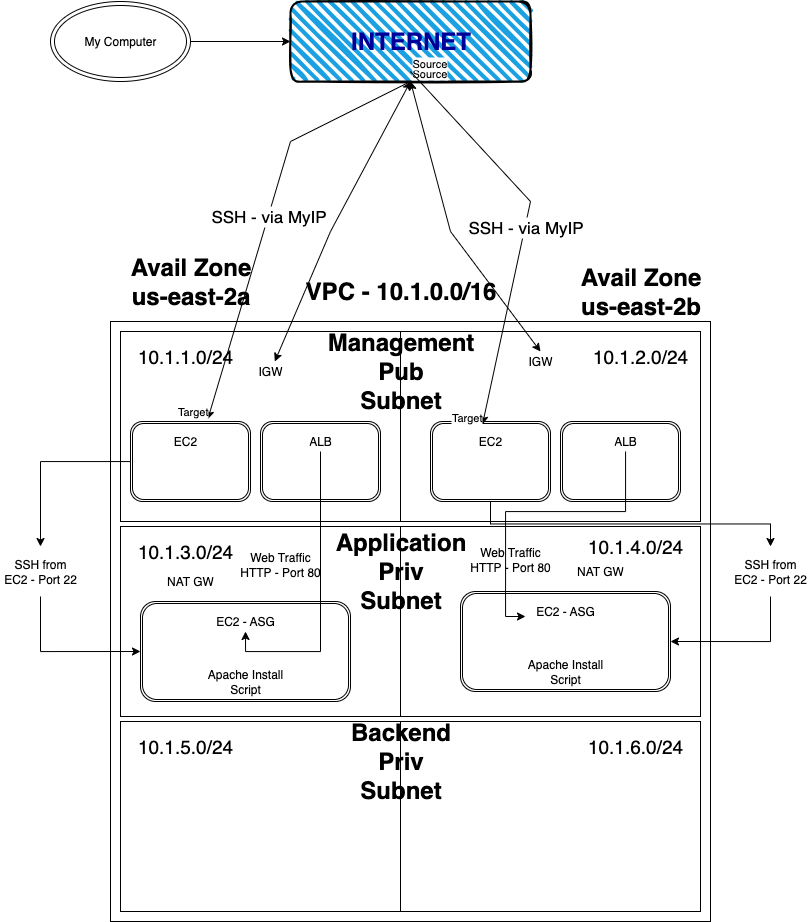 My Computer
INTERNET
Source
Source
SSH - via MyIP
SSH - via MyIP
Avail Zone
us-east-2a
VPC - 10.1.0.0/16
Avail Zone
us-east-2b
10.1.1.0/24
IGW
Management
Pub
Subnet
IGW
10.1.2.0/24
Target
Target
EC2
ALB
EC2
ALB
SSH from
EC2 - Port 22
10.1.3.0/24
NAT GW
Web Traffic
HTTP - Port 80
Application
Priv
Subnet
Web Traffic
HTTP - Port 80
10.1.4.0/24
NAT GW
SSH from
EC2 - Port 22
EC2 - ASG
Apache Install
Script
EC2 - ASG
Apache Install
Script
10.1.5.0/24
Backend
Priv
Subnet
10.1.6.0/24